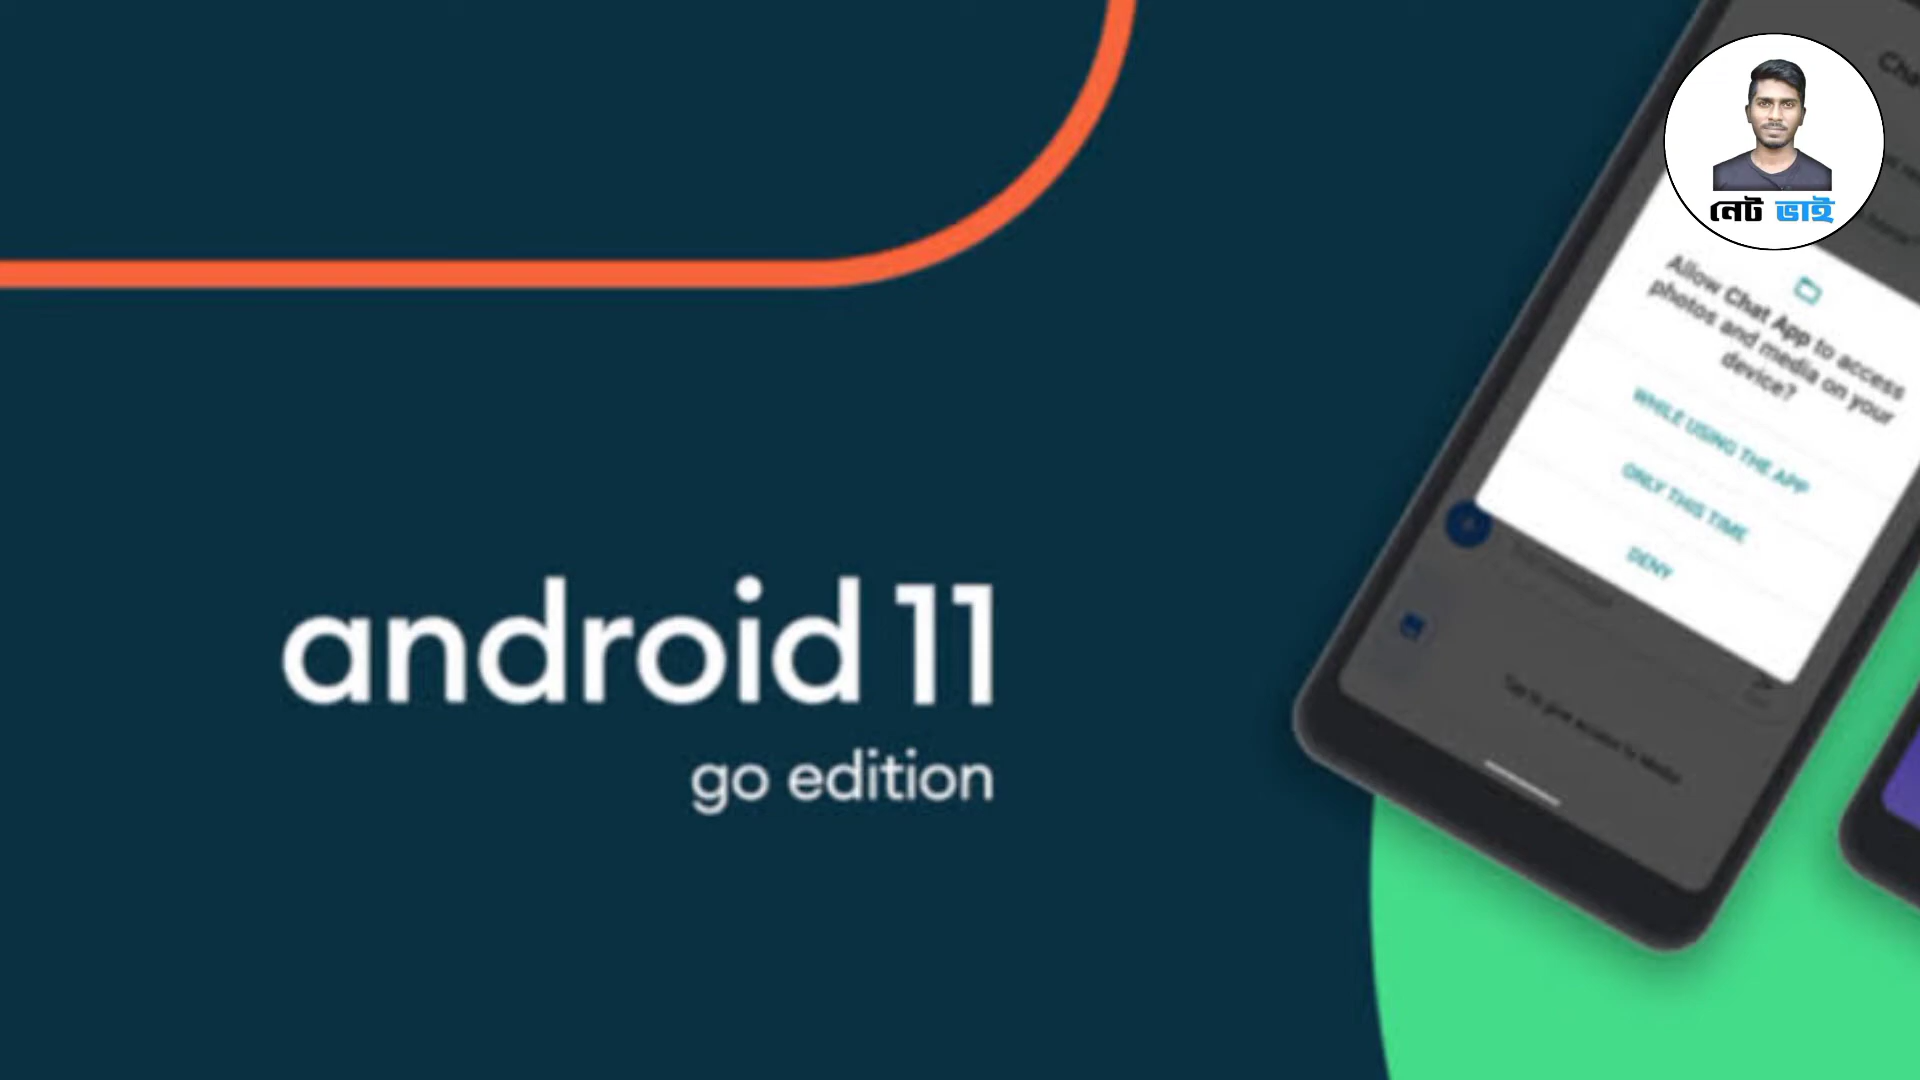 android 11
go edition
নেট ভাই
Allow Chat App to access
photos and media on your
device?
WHILE USING THE APP
ONLY THIS TIME
DENY